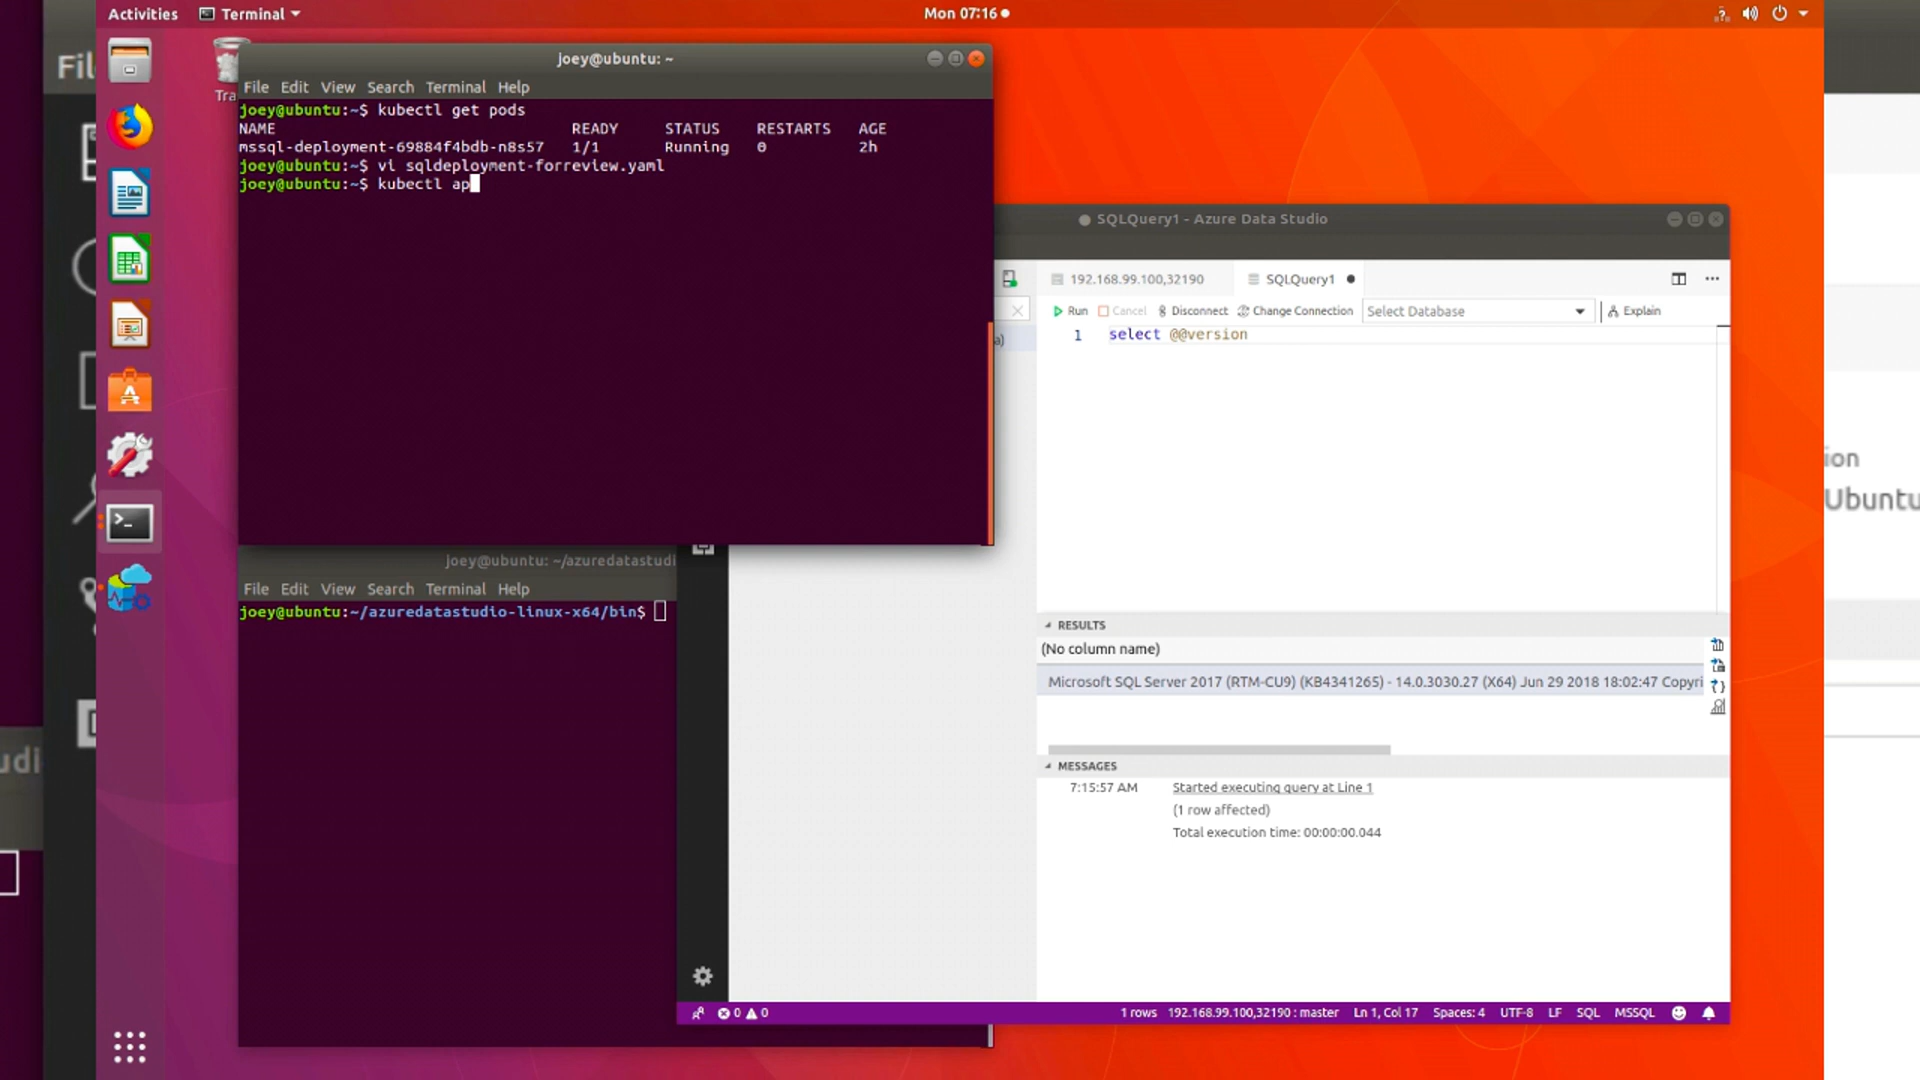 Activities
Terminal
Mon 07:16
Fil
Tra
joey@ubuntu: ~
File Edit View Search Terminal Help
joey@ubuntu:~$ kubectl get pods
NAME READY STATUS RESTARTS AGE
mssql-deployment-69884f4bdb-n8s57 1/1 Running 0 2h
joey@ubuntu:~$ vi sqldeployment-forreview.yaml
joey@ubuntu:~$ kubectl ap
SQLQuery1 - Azure Data Studio
192.168.99.100,32190
SQLQuery1
Run Cancel Disconnect Change Connection Select Database Explain
a)
1 select @@version
ion
Ubuntu
joey@ubuntu: ~/azuredatastudi
File Edit View Search Terminal Help
joey@ubuntu:~/azuredatastudio-linux-x64/bin$
RESULTS
(No column name)
Microsoft SQL Server 2017 (RTM-CU9) (KB4341265) - 14.0.3030.27 (X64) Jun 29 2018 18:02:47 Copyri
udi
MESSAGES
7:15:57 AM Started executing query at Line 1
(1 row affected)
Total execution time: 00:00:00.044
0 0
1 rows 192.168.99.100,32190 : master Ln 1, Col 17 Spaces: 4 UTF-8 LF SQL MSSQL